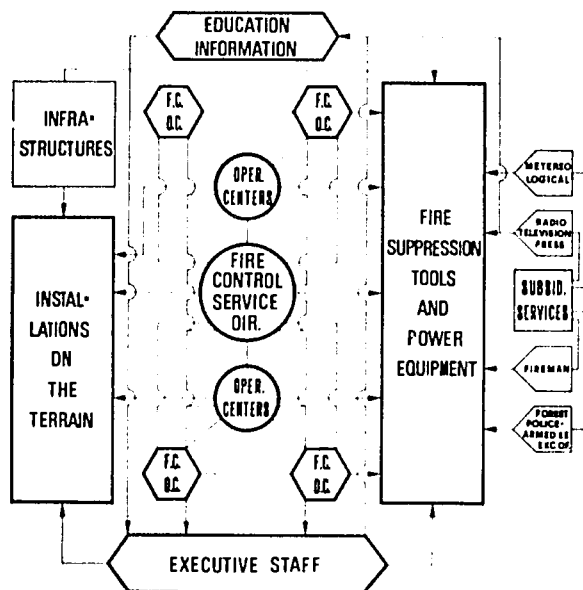 EDUCATION
INFORMATION
INFRA-
STRUCTURES
F.C.
O.C.
F.C.
O.C.
OPER.
CENTERS
FIRE
CONTROL
SERVICE
DIR.
OPER.
CENTERS
INSTAL-
LATIONS
ON
THE
TERRAIN
F.C.
O.C.
F.C.
O.C.
EXECUTIVE STAFF
FIRE
SUPPRESSION
TOOLS
AND
POWER
EQUIPMENT
METEREO
LOGICAL
RADIO
TELEVISION
PRESS
SUBSID.
SERVICES
FIREMAN
FOREST
POLICE-
ARMED